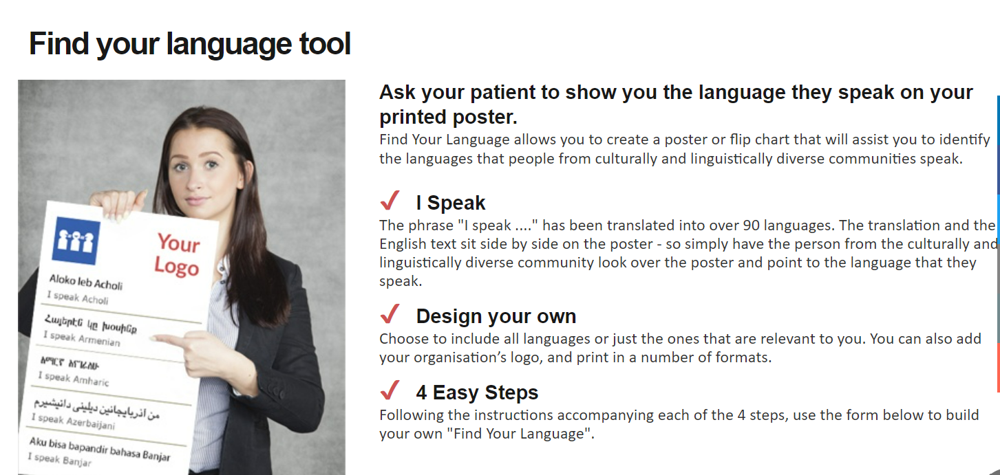 Find your language tool
Your
Logo
Aloko leb Acholi
I speak Acholi
Հայերէն կը խօսինք
I speak Armenian
I speak Amharic
من آذربایجانین دیلینی دانیشیرم
I speak Azerbaijani
Aku bisa bapandir bahasa Banjar
I speak Banjar
Ask your patient to show you the language they speak on your
printed poster.
Find Your Language allows you to create a poster or flip chart that will assist you to identify
the languages that people from culturally and linguistically diverse communities speak.
I Speak
The phrase "I speak ...." has been translated into over 90 languages. The translation and the
English text sit side by side on the poster - so simply have the person from the culturally and
linguistically diverse community look over the poster and point to the language that they
speak.
Design your own
Choose to include all languages or just the ones that are relevant to you. You can also add
your organisation’s logo, and print in a number of formats.
4 Easy Steps
Following the instructions accompanying each of the 4 steps, use the form below to build
your own "Find Your Language".